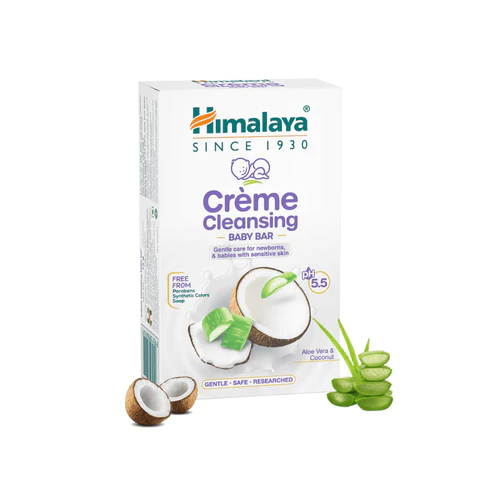 Himalaya®
SINCE 1930
Crème
Cleansing
BABY BAR
Gentle care for newborns,
& babies with sensitive skin
pH
5.5
FREE
FROM
Parabens
Synthetic Colors
Soap
Aloe Vera &
Coconut
GENTLE • SAFE • RESEARCHED